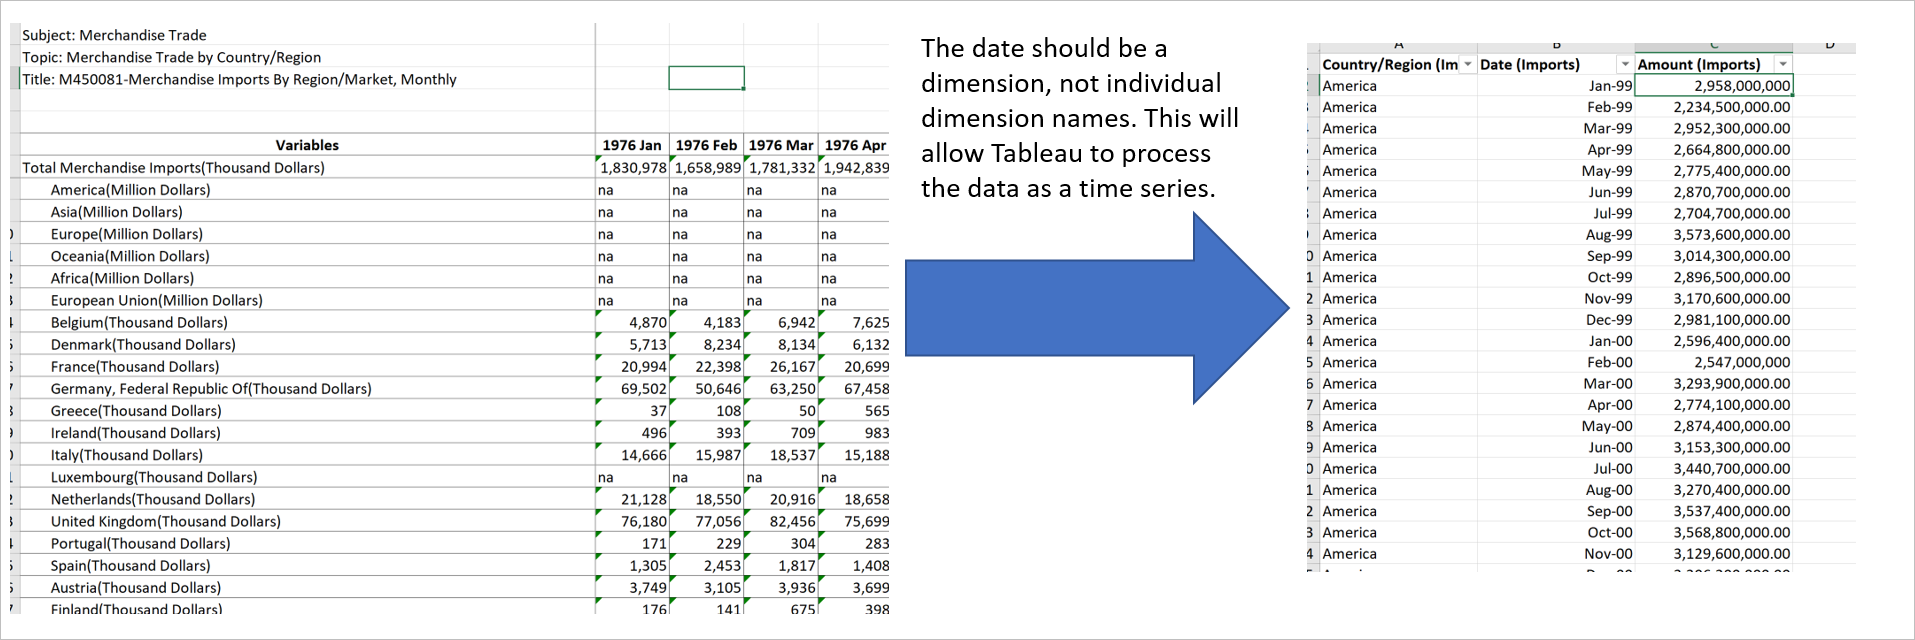 Subject: Merchandise Trade
Topic: Merchandise Trade by Country/Region
Title: M450081-Merchandise Imports By Region/Market, Monthly
Variables 1976 Jan 1976 Feb 1976 Mar 1976 Apr
Total Merchandise Imports(Thousand Dollars) 1,830,978 1,658,989 1,781,332 1,942,839
America(Million Dollars) na na na na
Asia(Million Dollars) na na na na
Europe(Million Dollars) na na na na
Oceania(Million Dollars) na na na na
Africa(Million Dollars) na na na na
European Union(Million Dollars) na na na na
Belgium(Thousand Dollars) 4,870 4,183 6,942 7,625
Denmark(Thousand Dollars) 5,713 8,234 8,134 6,132
France(Thousand Dollars) 20,994 22,398 26,167 20,699
Germany, Federal Republic Of(Thousand Dollars) 69,502 50,646 63,250 67,458
Greece(Thousand Dollars) 37 108 50 565
Ireland(Thousand Dollars) 496 393 709 983
Italy(Thousand Dollars) 14,666 15,987 18,537 15,188
Luxembourg(Thousand Dollars) na na na na
Netherlands(Thousand Dollars) 21,128 18,550 20,916 18,658
United Kingdom(Thousand Dollars) 76,180 77,056 82,456 75,699
Portugal(Thousand Dollars) 171 229 304 283
Spain(Thousand Dollars) 1,305 2,453 1,817 1,408
Austria(Thousand Dollars) 3,749 3,105 3,936 3,699
Finland(Thousand Dollars) 176 141 675 398
The date should be a
dimension, not individual
dimension names. This will
allow Tableau to process
the data as a time series.
A B C D
Country/Region (Im Date (Imports) Amount (Imports)
America Jan-99 2,958,000,000
America Feb-99 2,234,500,000.00
America Mar-99 2,952,300,000.00
America Apr-99 2,664,800,000.00
America May-99 2,775,400,000.00
America Jun-99 2,870,700,000.00
America Jul-99 2,704,700,000.00
America Aug-99 3,573,600,000.00
America Sep-99 3,014,300,000.00
America Oct-99 2,896,500,000.00
America Nov-99 3,170,600,000.00
America Dec-99 2,981,100,000.00
America Jan-00 2,596,400,000.00
America Feb-00 2,547,000,000
America Mar-00 3,293,900,000.00
America Apr-00 2,774,100,000.00
America May-00 2,874,400,000.00
America Jun-00 3,153,300,000.00
America Jul-00 3,440,700,000.00
America Aug-00 3,270,400,000.00
America Sep-00 3,537,400,000.00
America Oct-00 3,568,800,000.00
America Nov-00 3,129,600,000.00